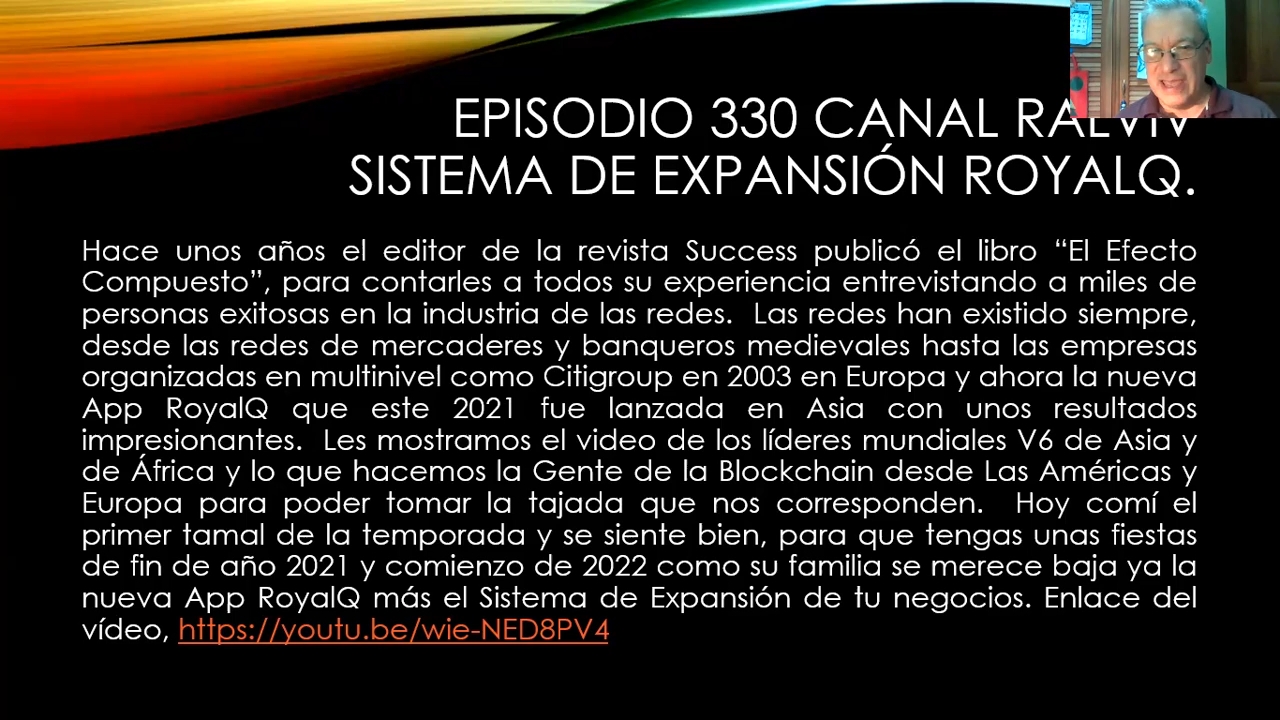 EPISODIO 330 CANAL RALVIV
SISTEMA DE EXPANSIÓN ROYALQ.
Hace unos años el editor de la revista Success publicó el libro “El Efecto
Compuesto”, para contarles a todos su experiencia entrevistando a miles de
personas exitosas en la industria de las redes. Las redes han existido siempre,
desde las redes de mercaderes y banqueros medievales hasta las empresas
organizadas en multinivel como Citigroup en 2003 en Europa y ahora la nueva
App RoyalQ que este 2021 fue lanzada en Asia con unos resultados
impresionantes. Les mostramos el video de los líderes mundiales V6 de Asia y
de África y lo que hacemos la Gente de la Blockchain desde Las Américas y
Europa para poder tomar la tajada que nos corresponden. Hoy comí el
primer tamal de la temporada y se siente bien, para que tengas unas fiestas
de fin de año 2021 y comienzo de 2022 como su familia se merece baja ya la
nueva App RoyalQ más el Sistema de Expansión de tu negocios. Enlace del
vídeo, https://youtu.be/wie-NED8PV4